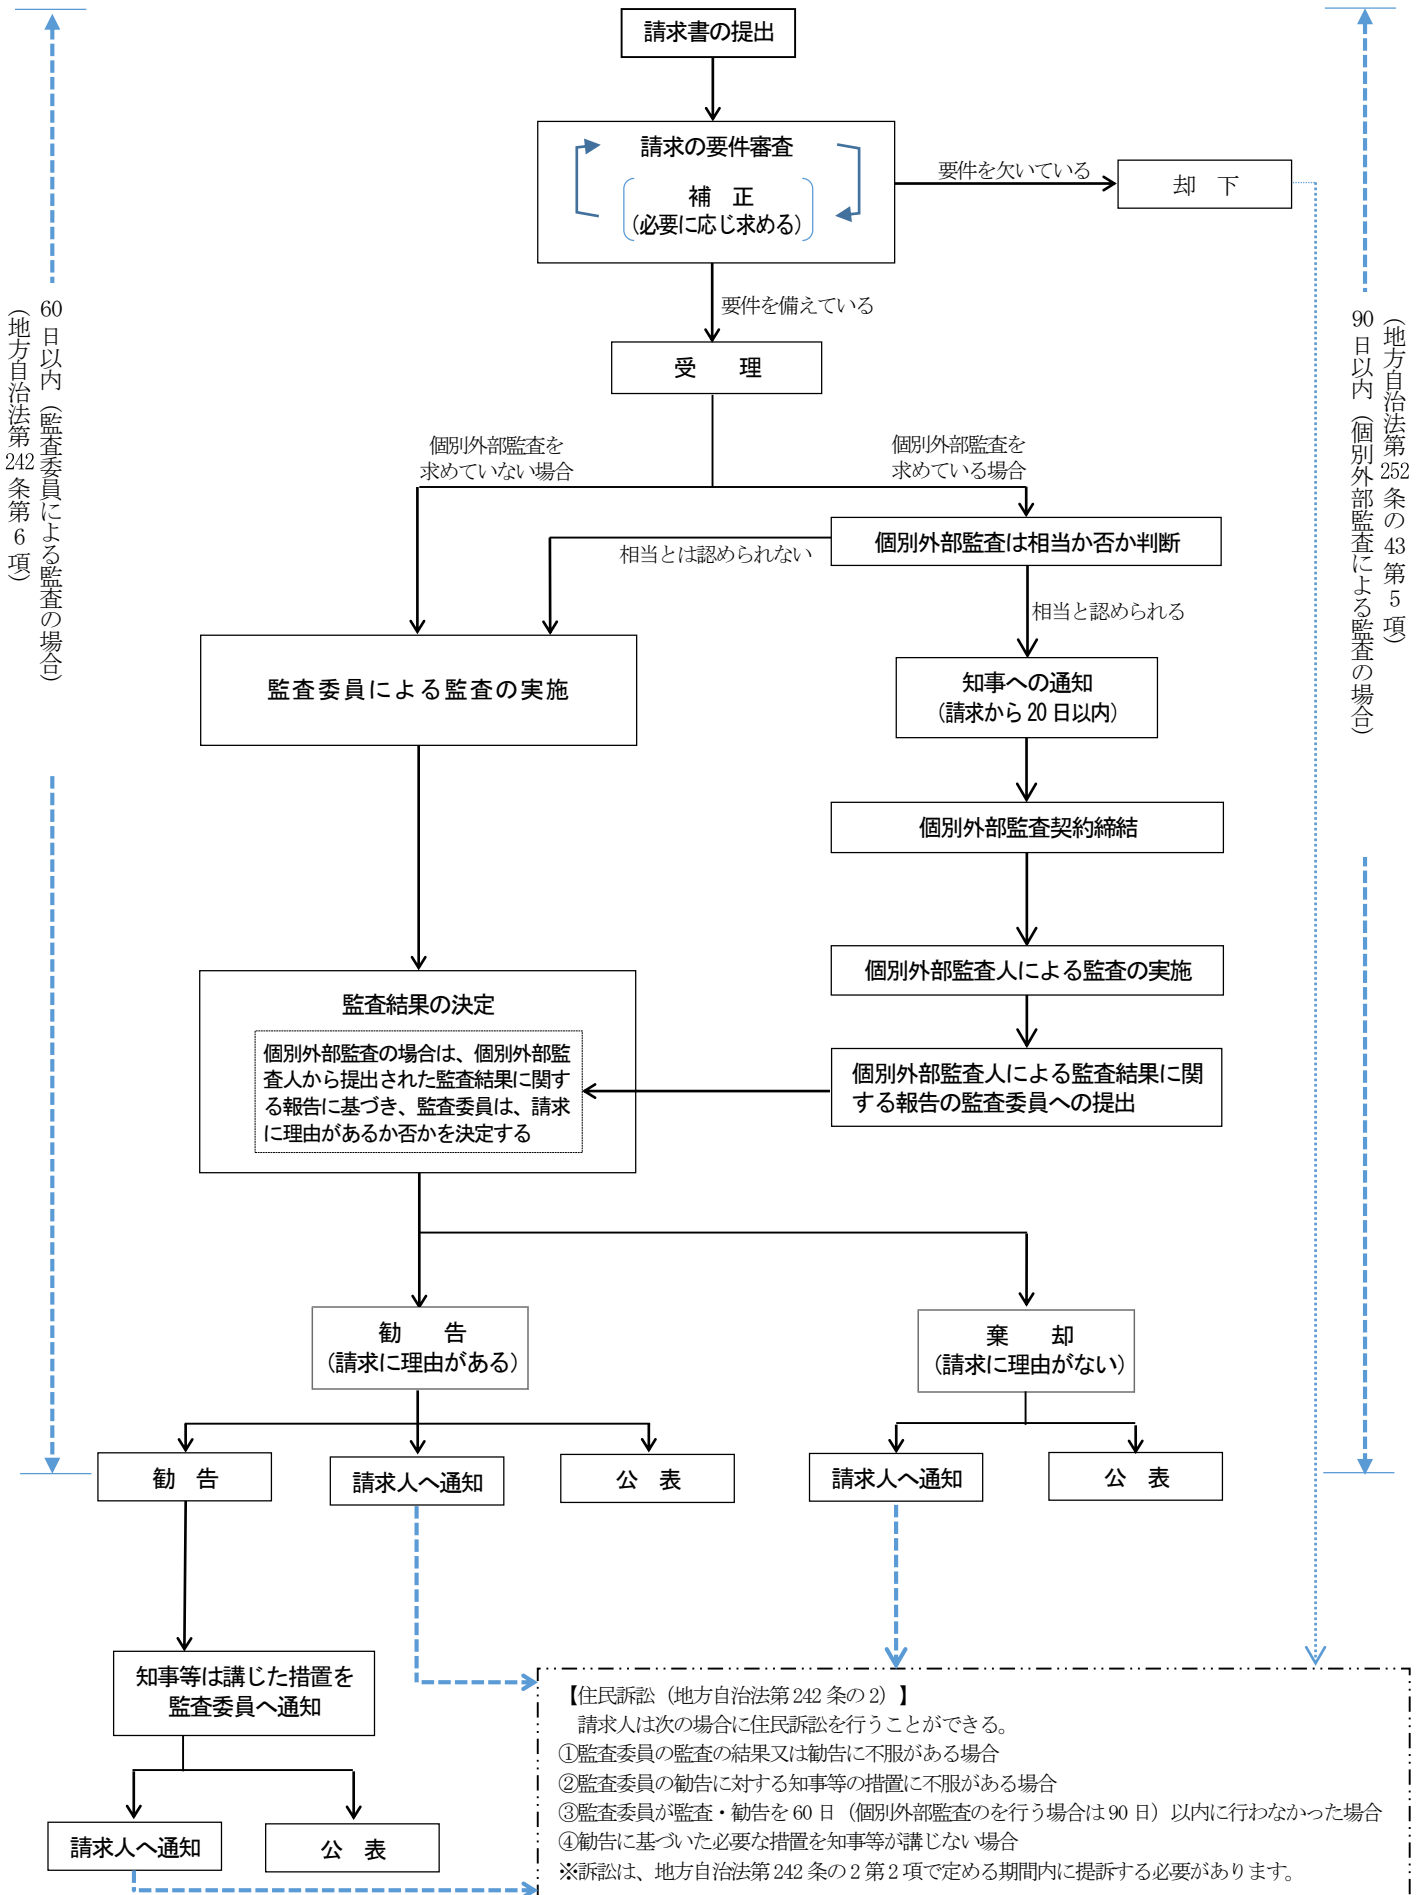 請求書の提出
請求の要件審査
補　正
(必要に応じ求める)
要件を欠いている
却　下
要件を備えている
受　　理
個別外部監査を
求めていない場合
個別外部監査を
求めている場合
個別外部監査は相当か否か判断
相当とは認められない
相当と認められる
監査委員による監査の実施
知事への通知
(請求から20日以内)
個別外部監査契約締結
個別外部監査人による監査の実施
監査結果の決定
個別外部監査の場合は、個別外部監
査人から提出された監査結果に関す
る報告に基づき、監査委員は、請求
に理由があるか否かを決定する
個別外部監査人による監査結果に関
する報告の監査委員への提出
勧　　告
(請求に理由がある)
棄　　却
(請求に理由がない)
勧　告
請求人へ通知
公　表
請求人へ通知
公　表
知事等は講じた措置を
監査委員へ通知
請求人へ通知
公　表
60日以内（監査委員による監査の場合）
（地方自治法第242条第6項）
（地方自治法第252条の43第5項）
90日以内（個別外部監査による監査の場合）
【住民訴訟（地方自治法第242条の2）】
請求人は次の場合に住民訴訟を行うことができる。
①監査委員の監査の結果又は勧告に不服がある場合
②監査委員の勧告に対する知事等の措置に不服がある場合
③監査委員が監査・勧告を60日（個別外部監査のを行う場合は90日）以内に行わなかった場合
④勧告に基づいた必要な措置を知事等が講じない場合
※訴訟は、地方自治法第242条の2第2項で定める期間内に提訴する必要があります。